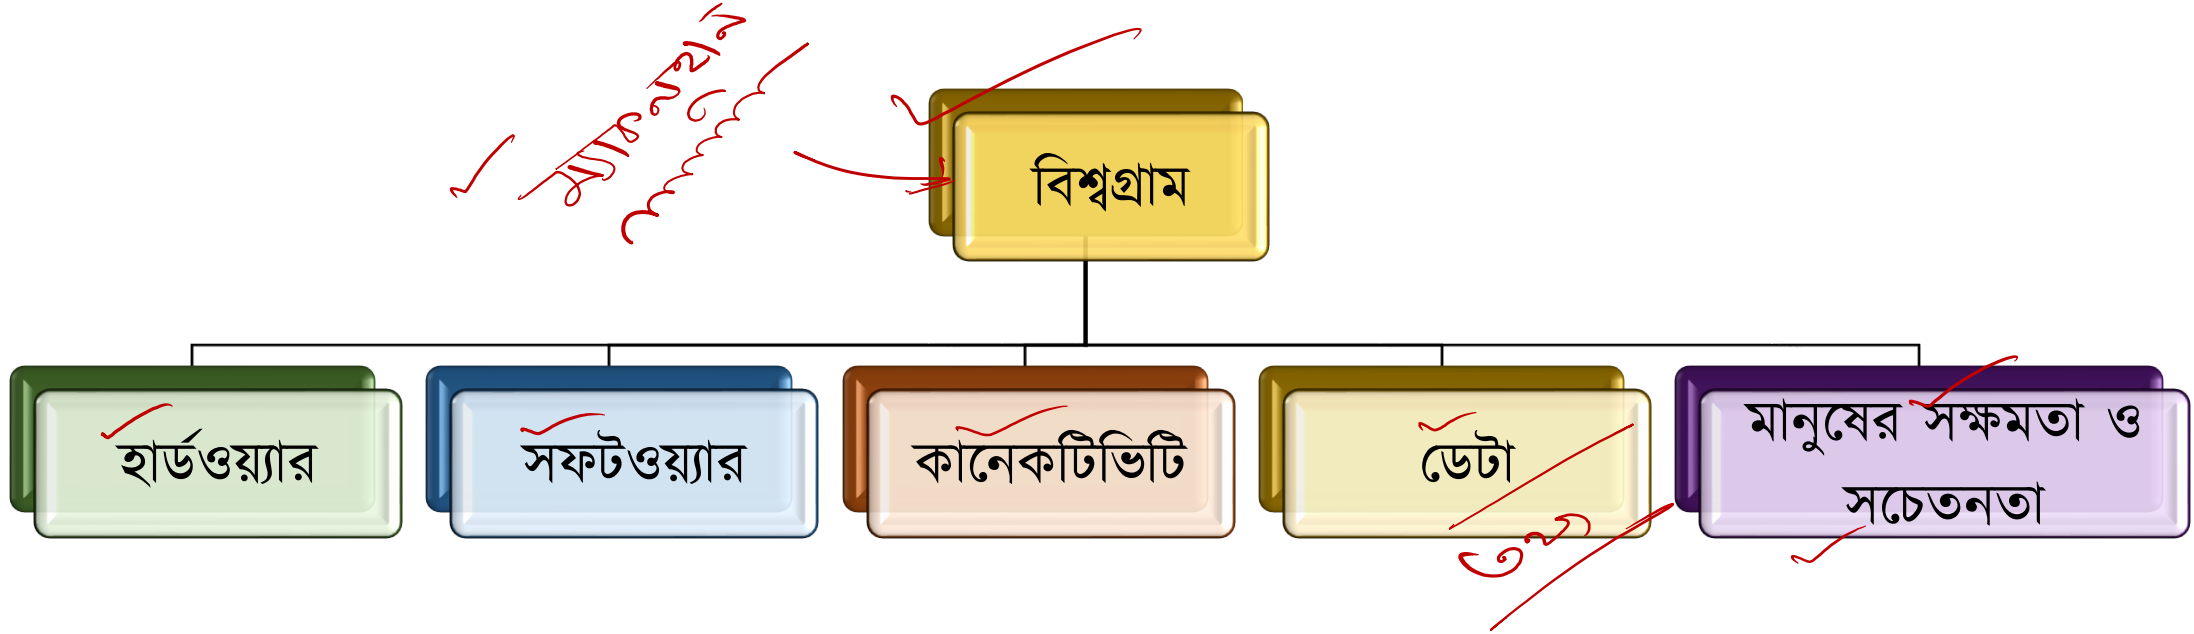 বিশ্বগ্রাম
হার্ডওয়্যার
সফটওয়্যার
কানেকটিভিটি
ডেটা
মানুষের সক্ষমতা ও
সচেতনতা